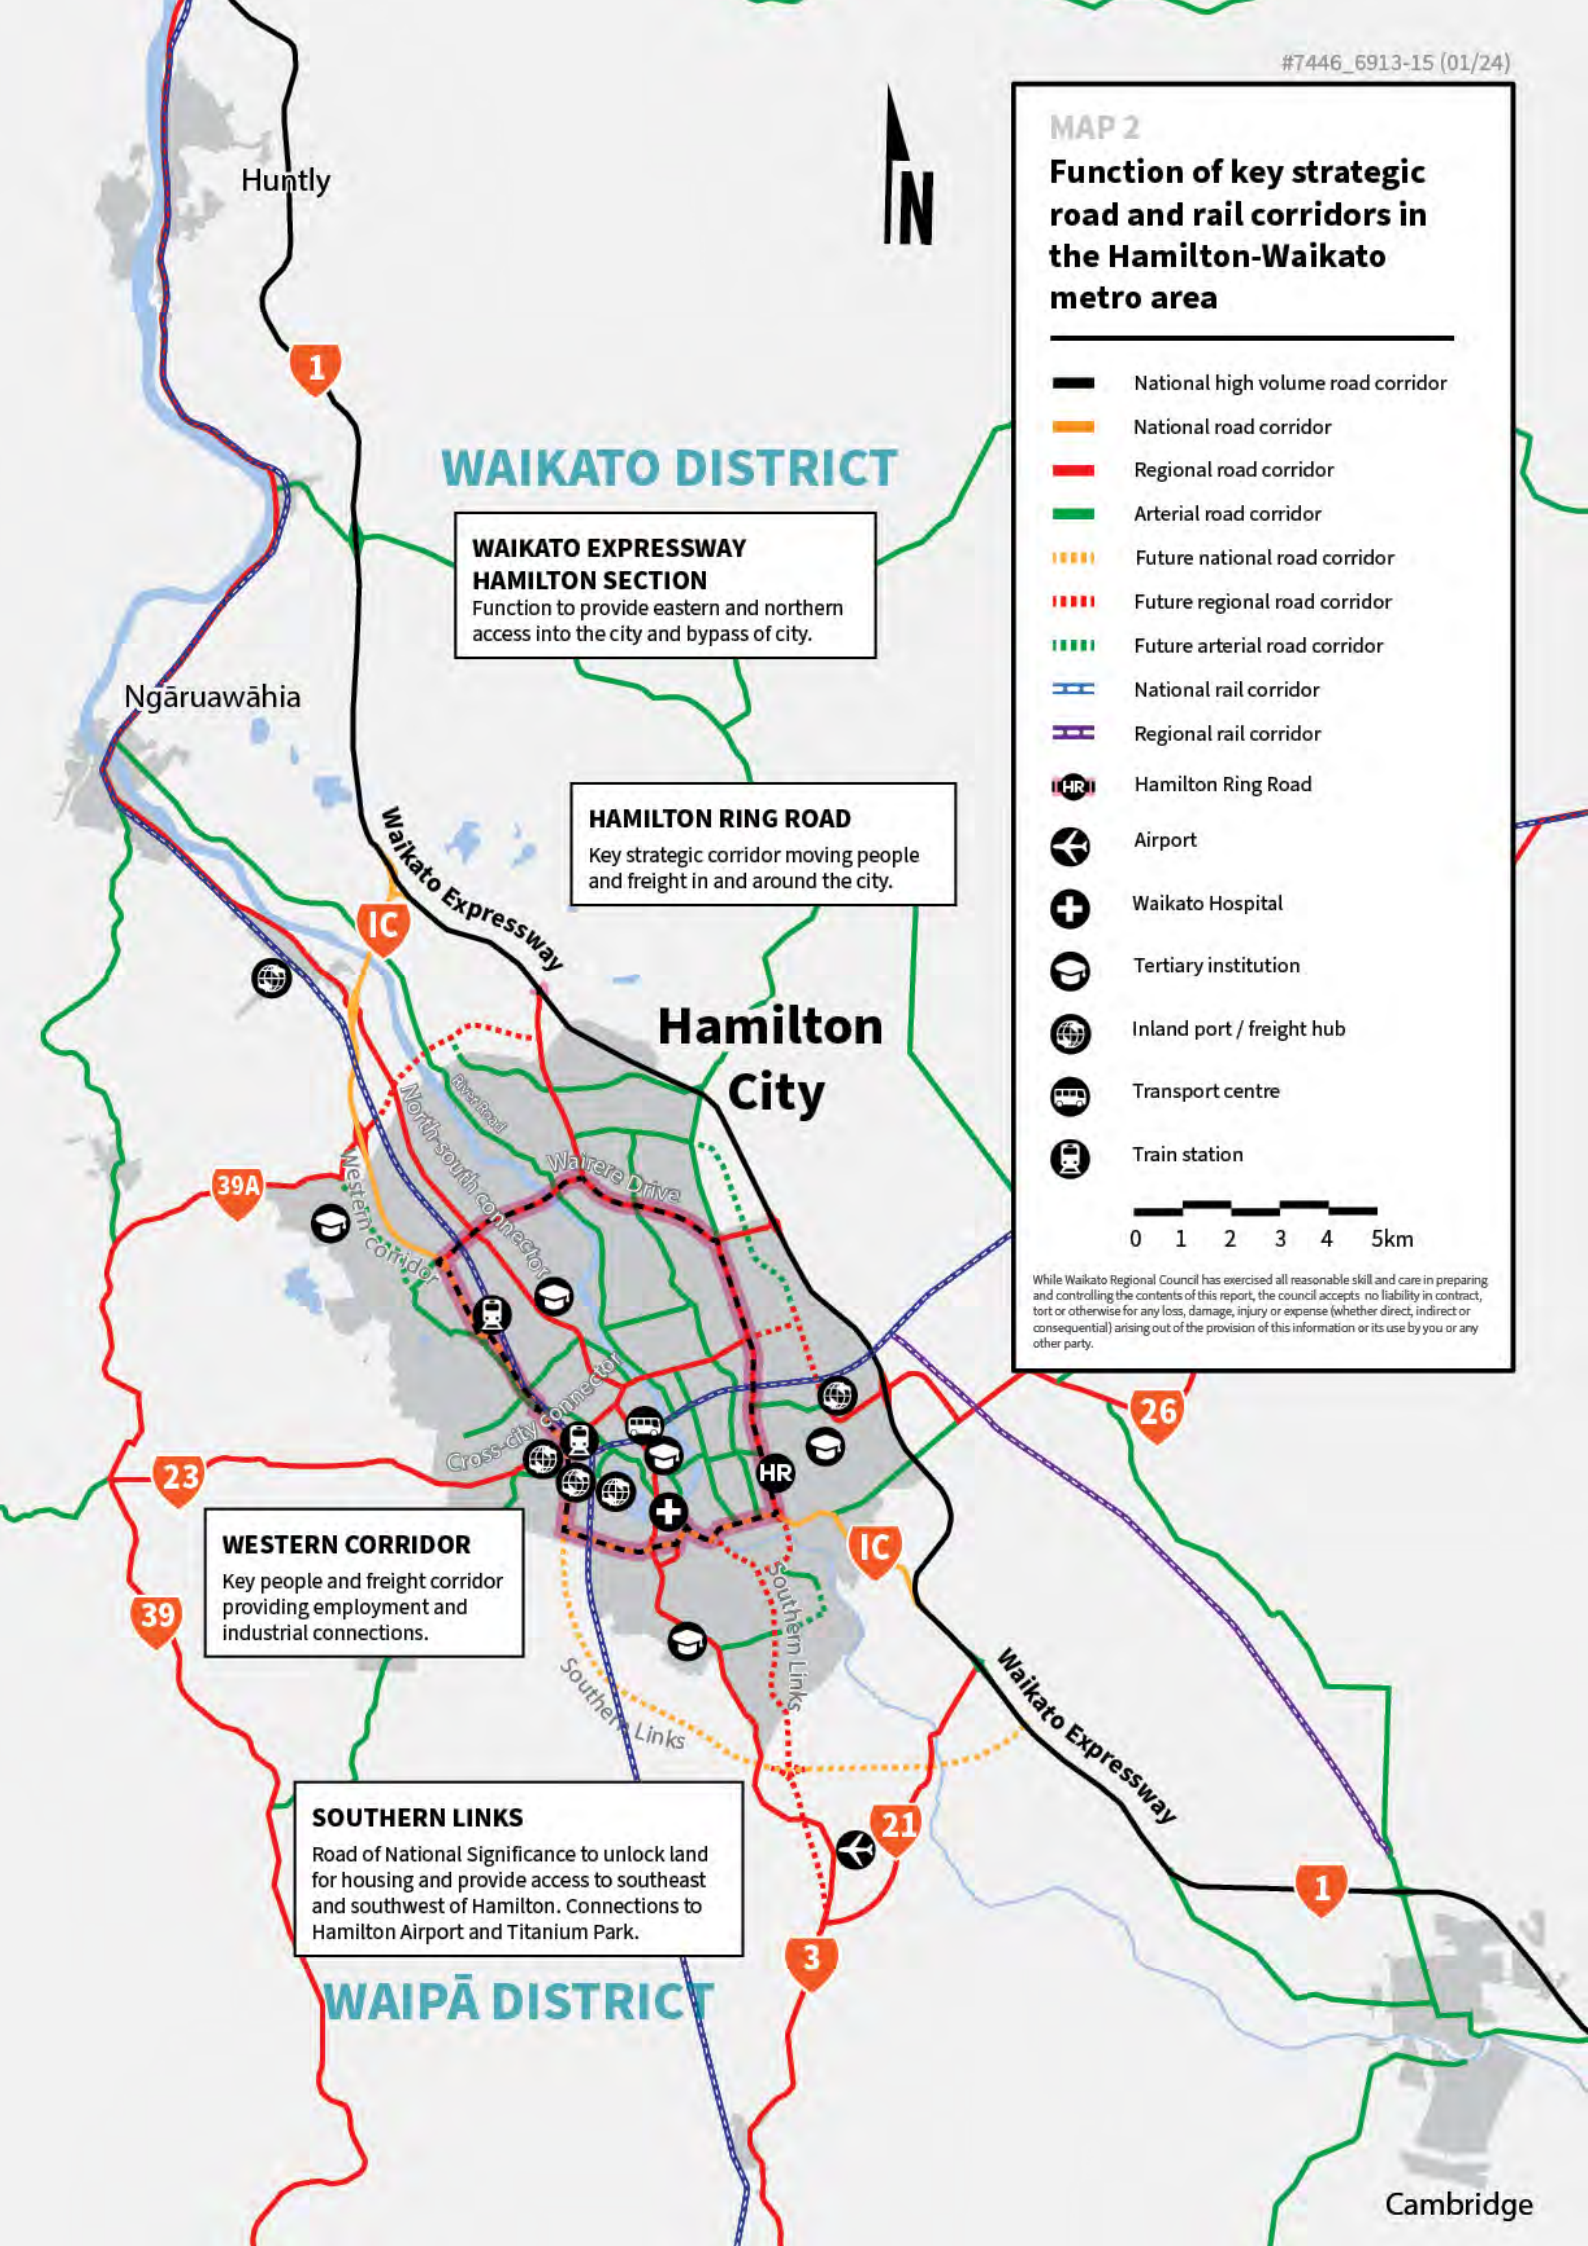 #7446_6913-15 (01/24)
MAP 2
Function of key strategic
road and rail corridors in
the Hamilton-Waikato
metro area
National high volume road corridor
National road corridor
Regional road corridor
Arterial road corridor
Future national road corridor
Future regional road corridor
Future arterial road corridor
National rail corridor
Regional rail corridor
HR
Hamilton Ring Road
Airport
Waikato Hospital
Tertiary institution
Inland port / freight hub
Transport centre
Train station
0 1 2 3 4 5km
While Waikato Regional Council has exercised all reasonable skill and care in preparing
and controlling the contents of this report, the council accepts no liability in contract,
tort or otherwise for any loss, damage, injury or expense (whether direct, indirect or
consequential) arising out of the provision of this information or its use by you or any
other party.
N
Huntly
1
WAIKATO DISTRICT
WAIKATO EXPRESSWAY
HAMILTON SECTION
Function to provide eastern and northern
access into the city and bypass of city.
Ngāruawāhia
HAMILTON RING ROAD
Key strategic corridor moving people
and freight in and around the city.
Waikato Expressway
IC
Hamilton
City
River Road
North-south connector
Wairere Drive
Western corridor
39A
Cross-city connector
26
23
HR
WESTERN CORRIDOR
Key people and freight corridor
providing employment and
industrial connections.
IC
39
Southern Links
Southern Links
Waikato Expressway
SOUTHERN LINKS
Road of National Significance to unlock land
for housing and provide access to southeast
and southwest of Hamilton. Connections to
Hamilton Airport and Titanium Park.
21
1
3
WAIPĀ DISTRICT
Cambridge